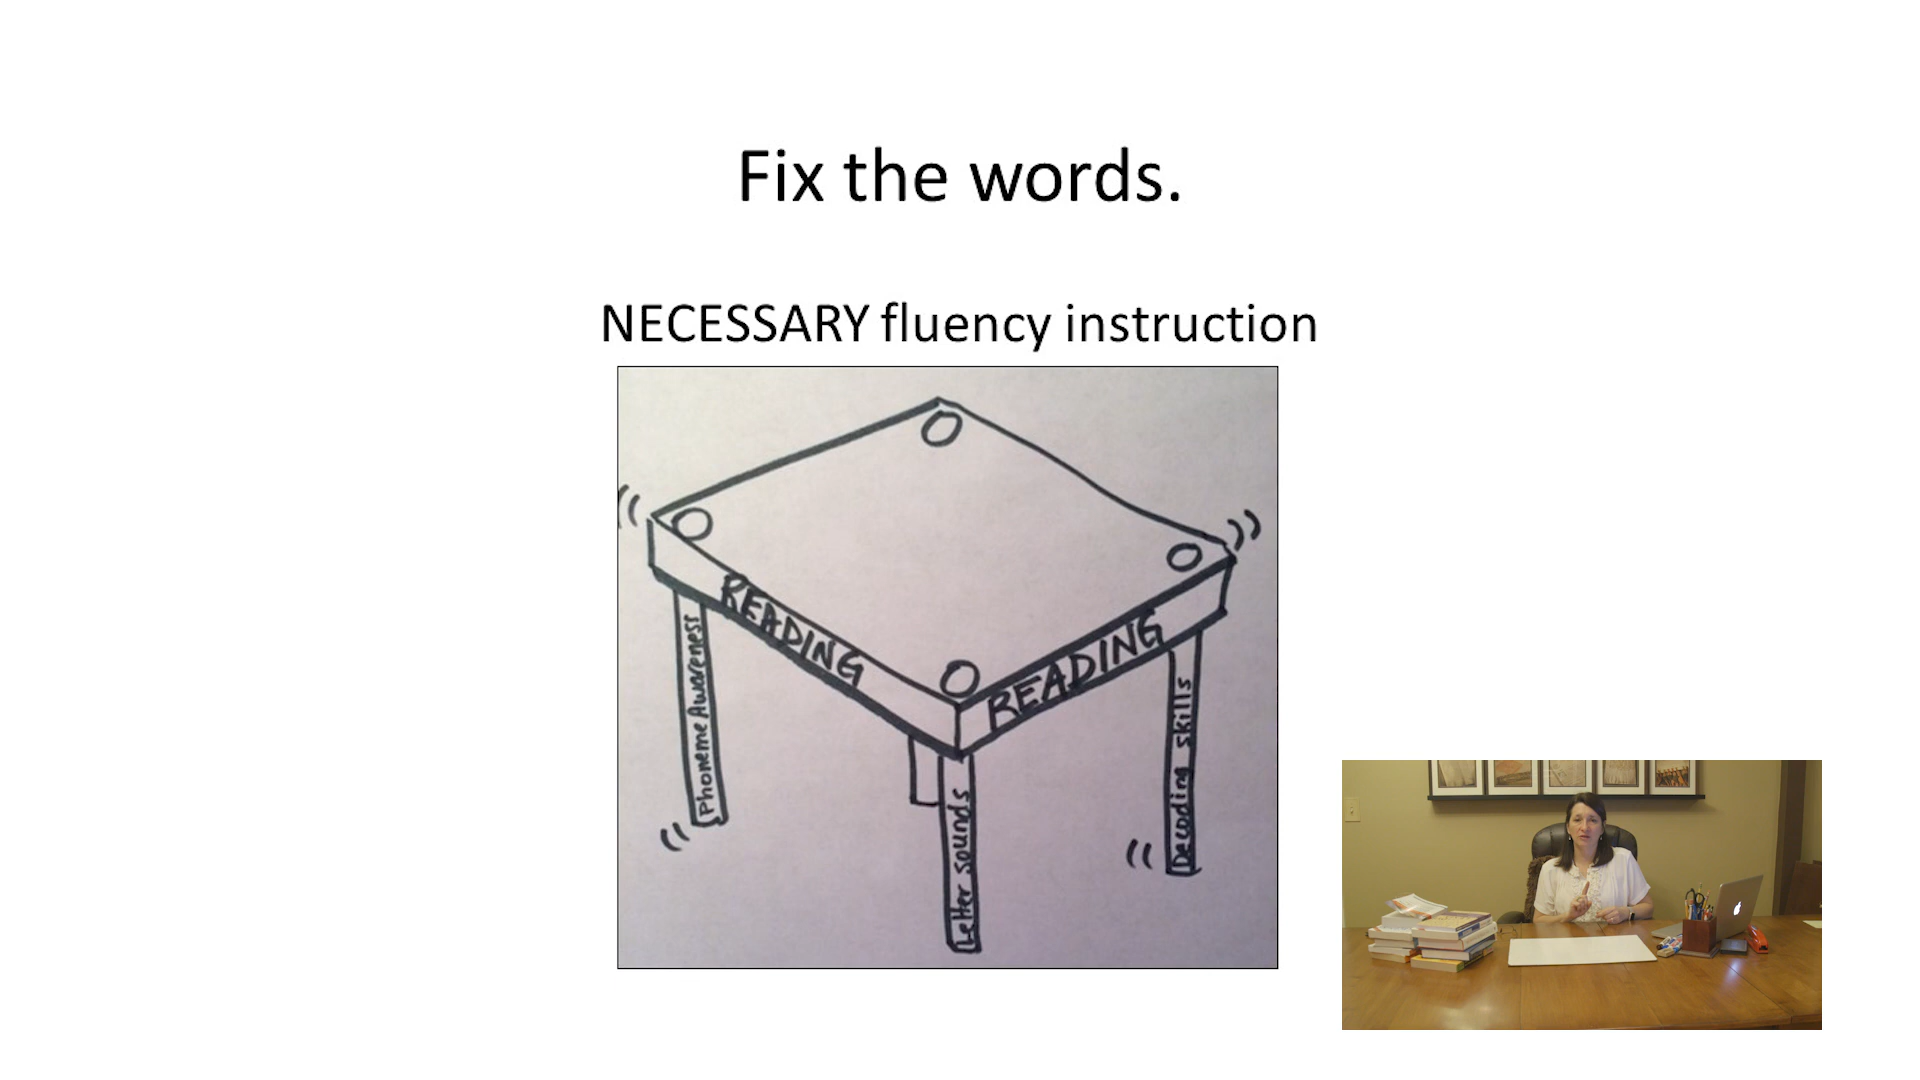 Fix the words.
NECESSARY fluency instruction
READING
READING
Phoneme Awareness
Letter sounds
Decoding skills